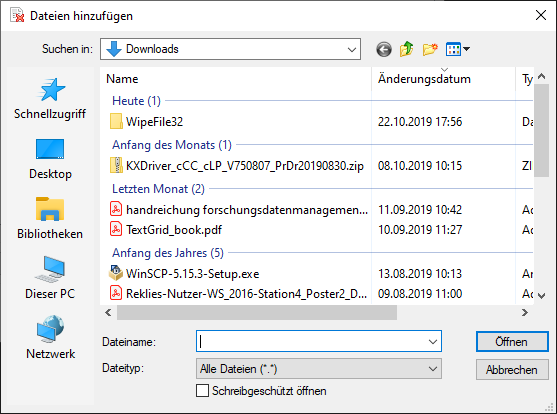 Dateien hinzufügen
Suchen in: Downloads
Schnellzugriff
Desktop
Bibliotheken
Dieser PC
Netzwerk
Name Änderungsdatum Ty
Heute (1)
WipeFile32 22.10.2019 17:56 Da
Anfang des Monats (1)
KXDriver_cCC_cLP_V750807_PrDr20190830.zip 08.10.2019 10:15 ZI
Letzten Monat (2)
handreichung forschungsdatenmanagemen... 11.09.2019 10:42 Ac
TextGrid_book.pdf 10.09.2019 11:27 Ac
Anfang des Jahres (5)
WinSCP-5.15.3-Setup.exe 13.08.2019 10:13 An
Reklies-Nutzer-WS_2016-Station4_Poster2_D... 09.08.2019 11:00 Ac
Dateiname: Öffnen
Dateityp: Alle Dateien (*.*) Abbrechen
Schreibgeschützt öffnen